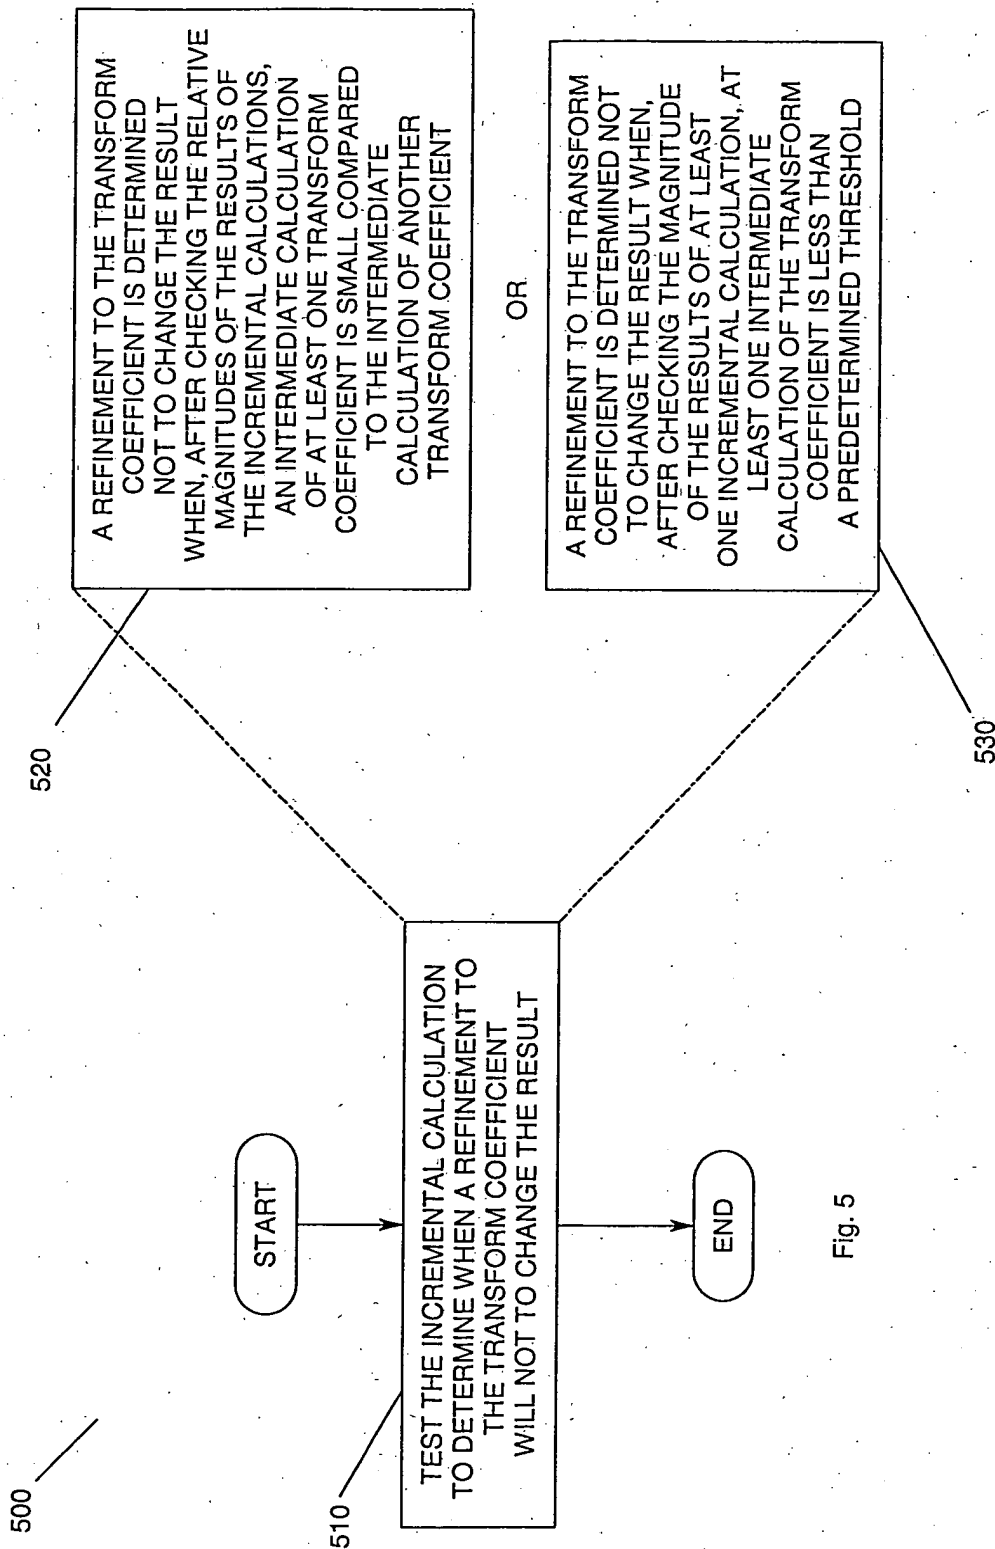 500
START
510
TEST THE INCREMENTAL CALCULATION
TO DETERMINE WHEN A REFINEMENT TO
THE TRANSFORM COEFFICIENT
WILL NOT TO CHANGE THE RESULT
END
Fig. 5
520
A REFINEMENT TO THE TRANSFORM
COEFFICIENT IS DETERMINED
NOT TO CHANGE THE RESULT
WHEN, AFTER CHECKING THE RELATIVE
MAGNITUDES OF THE RESULTS OF
THE INCREMENTAL CALCULATIONS,
AN INTERMEDIATE CALCULATION
OF AT LEAST ONE TRANSFORM
COEFFICIENT IS SMALL COMPARED
TO THE INTERMEDIATE
CALCULATION OF ANOTHER
TRANSFORM COEFFICIENT
OR
A REFINEMENT TO THE TRANSFORM
COEFFICIENT IS DETERMINED NOT
TO CHANGE THE RESULT WHEN,
AFTER CHECKING THE MAGNITUDE
OF THE RESULTS OF AT LEAST
ONE INCREMENTAL CALCULATION, AT
LEAST ONE INTERMEDIATE
CALCULATION OF THE TRANSFORM
COEFFICIENT IS LESS THAN
A PREDETERMINED THRESHOLD
530